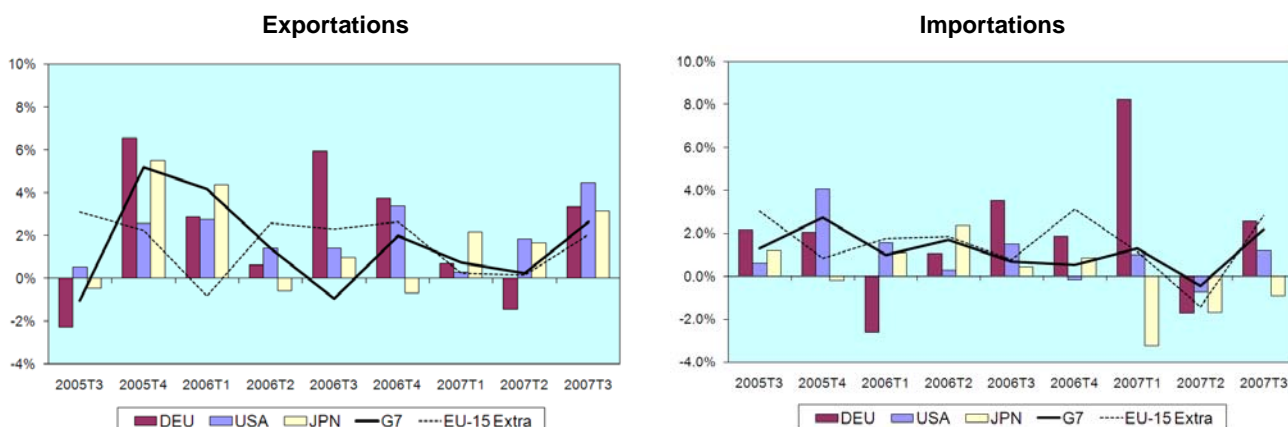 Exportations
10%
8%
6%
4%
2%
0%
-2%
-4%
2005T3 2005T4 2006T1 2006T2 2006T3 2006T4 2007T1 2007T2 2007T3
DEU USA JPN G7 EU-15 Extra
Importations
10.0%
8.0%
6.0%
4.0%
2.0%
0.0%
-2.0%
-4.0%
2005T3 2005T4 2006T1 2006T2 2006T3 2006T4 2007T1 2007T2 2007T3
DEU USA JPN G7 EU-15 Extra